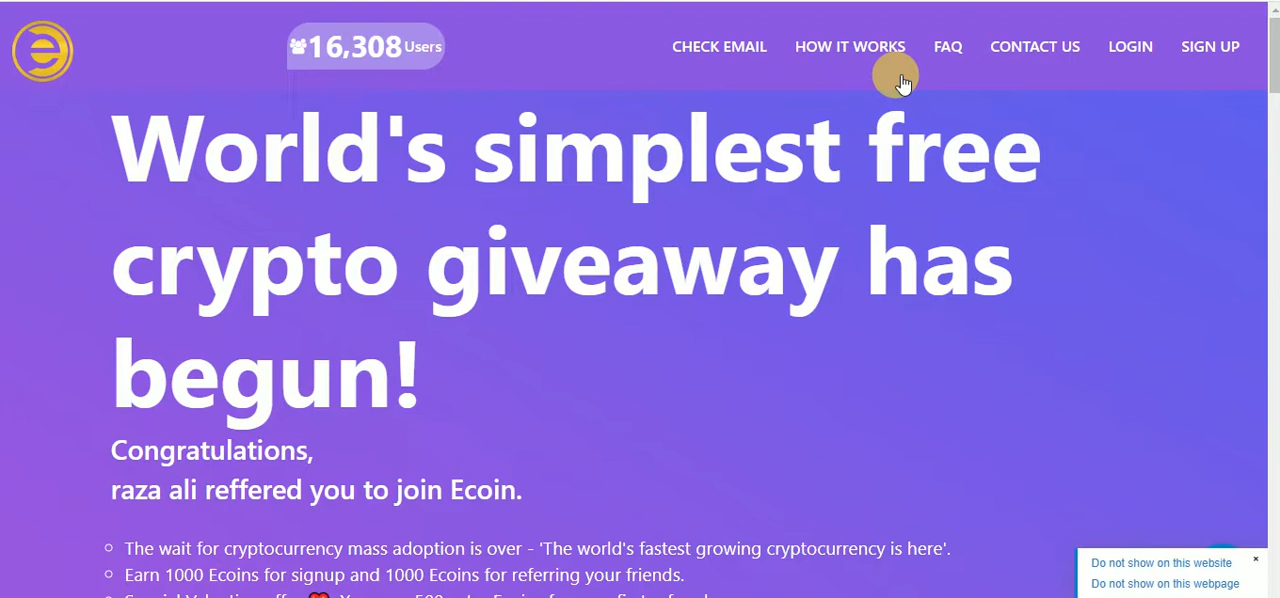 16,308 Users
CHECK EMAIL HOW IT WORKS FAQ CONTACT US LOGIN SIGN UP
World's simplest free
crypto giveaway has
begun!
Congratulations,
raza ali reffered you to join Ecoin.
The wait for cryptocurrency mass adoption is over - 'The world's fastest growing cryptocurrency is here'.
Earn 1000 Ecoins for signup and 1000 Ecoins for referring your friends.
Do not show on this website
Do not show on this webpage